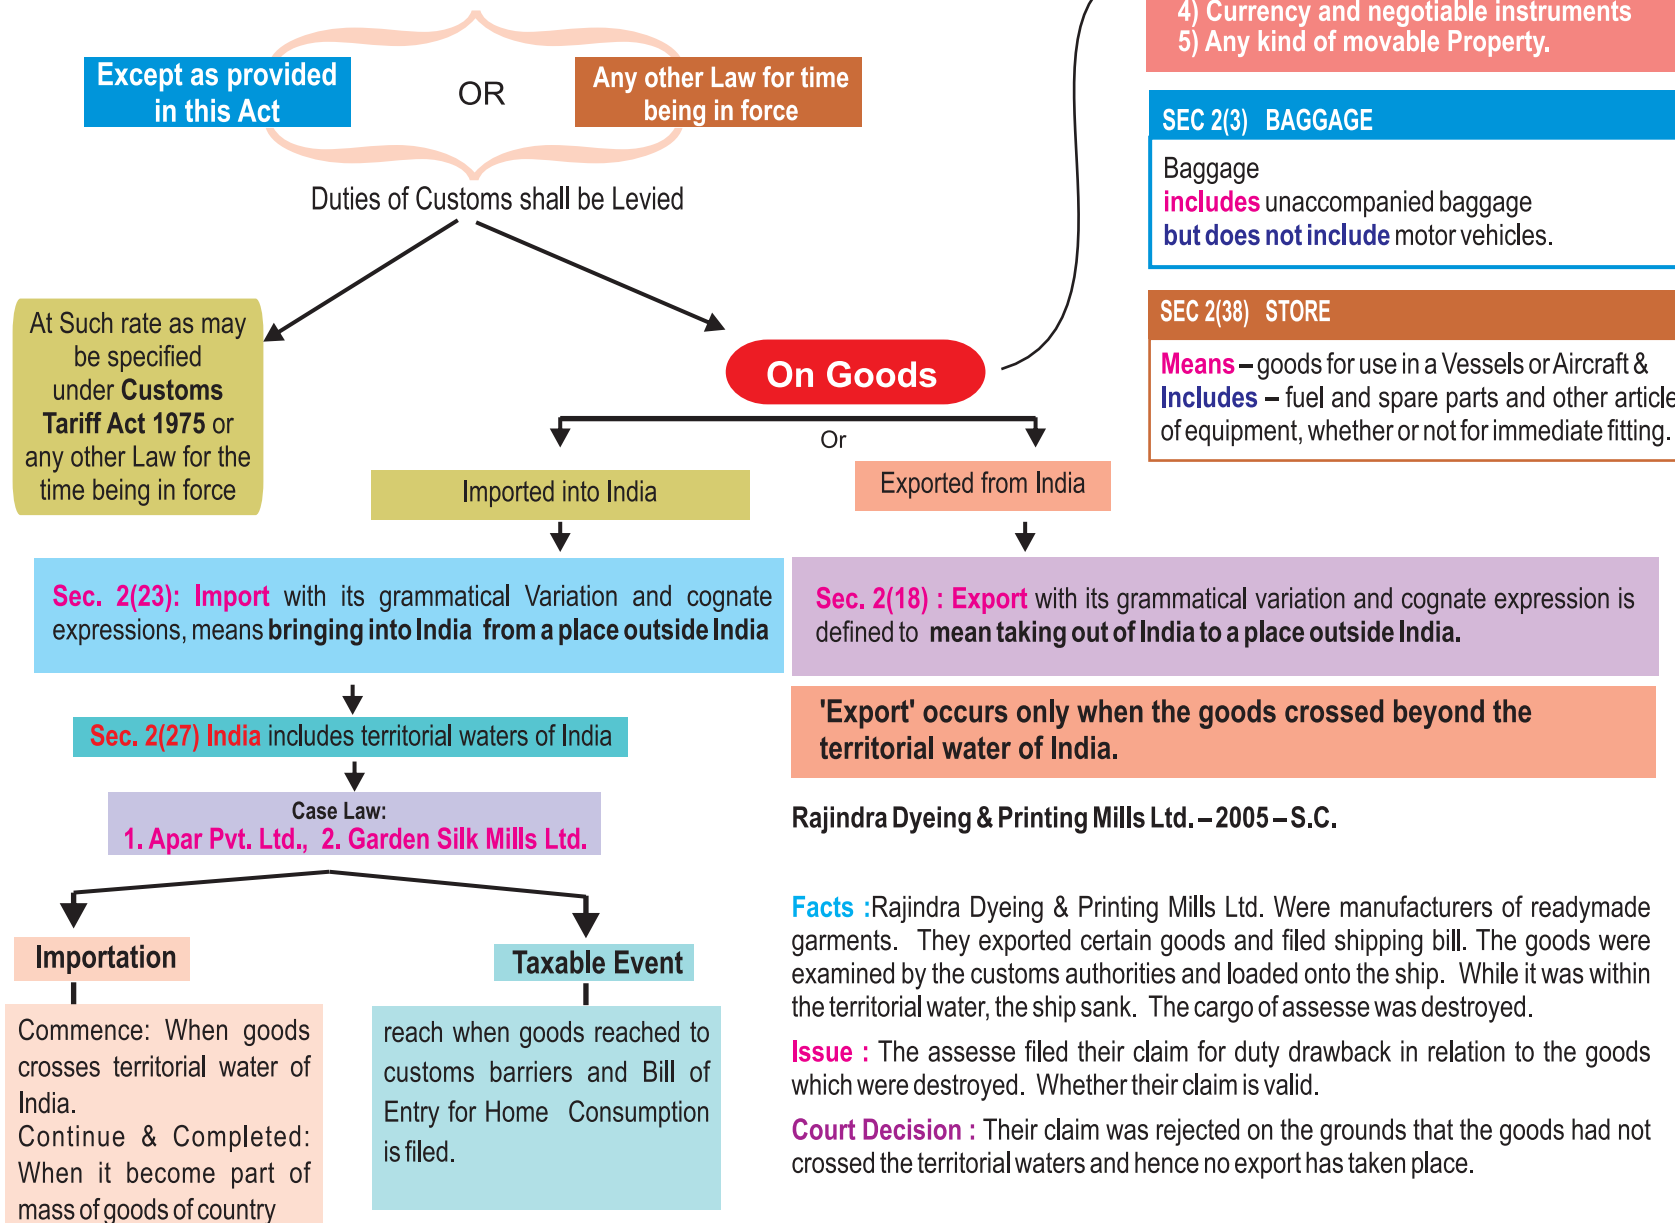 Except as provided
in this Act
OR
Any other Law for time
being in force
Duties of Customs shall be Levied
At Such rate as may
be specified
under Customs
Tariff Act 1975 or
any other Law for the
time being in force
On Goods
4) Currency and negotiable instruments
5) Any kind of movable Property.
SEC 2(3) BAGGAGE
Baggage
includes unaccompanied baggage
but does not include motor vehicles.
SEC 2(38) STORE
Means – goods for use in a Vessels or Aircraft &
Includes – fuel and spare parts and other article
of equipment, whether or not for immediate fitting.
Or
Imported into India
Exported from India
Sec. 2(23): Import with its grammatical Variation and cognate
expressions, means bringing into India from a place outside India
Sec. 2(27) India includes territorial waters of India
Case Law:
1. Apar Pvt. Ltd., 2. Garden Silk Mills Ltd.
Importation
Commence: When goods
crosses territorial water of
India.
Continue & Completed:
When it become part of
mass of goods of country
Taxable Event
reach when goods reached to
customs barriers and Bill of
Entry for Home Consumption
is filed.
Sec. 2(18) : Export with its grammatical variation and cognate expression is
defined to mean taking out of India to a place outside India.
'Export' occurs only when the goods crossed beyond the
territorial water of India.
Rajindra Dyeing & Printing Mills Ltd. – 2005 – S.C.
Facts :Rajindra Dyeing & Printing Mills Ltd. Were manufacturers of readymade
garments. They exported certain goods and filed shipping bill. The goods were
examined by the customs authorities and loaded onto the ship. While it was within
the territorial water, the ship sank. The cargo of assesse was destroyed.
Issue : The assesse filed their claim for duty drawback in relation to the goods
which were destroyed. Whether their claim is valid.
Court Decision : Their claim was rejected on the grounds that the goods had not
crossed the territorial waters and hence no export has taken place.